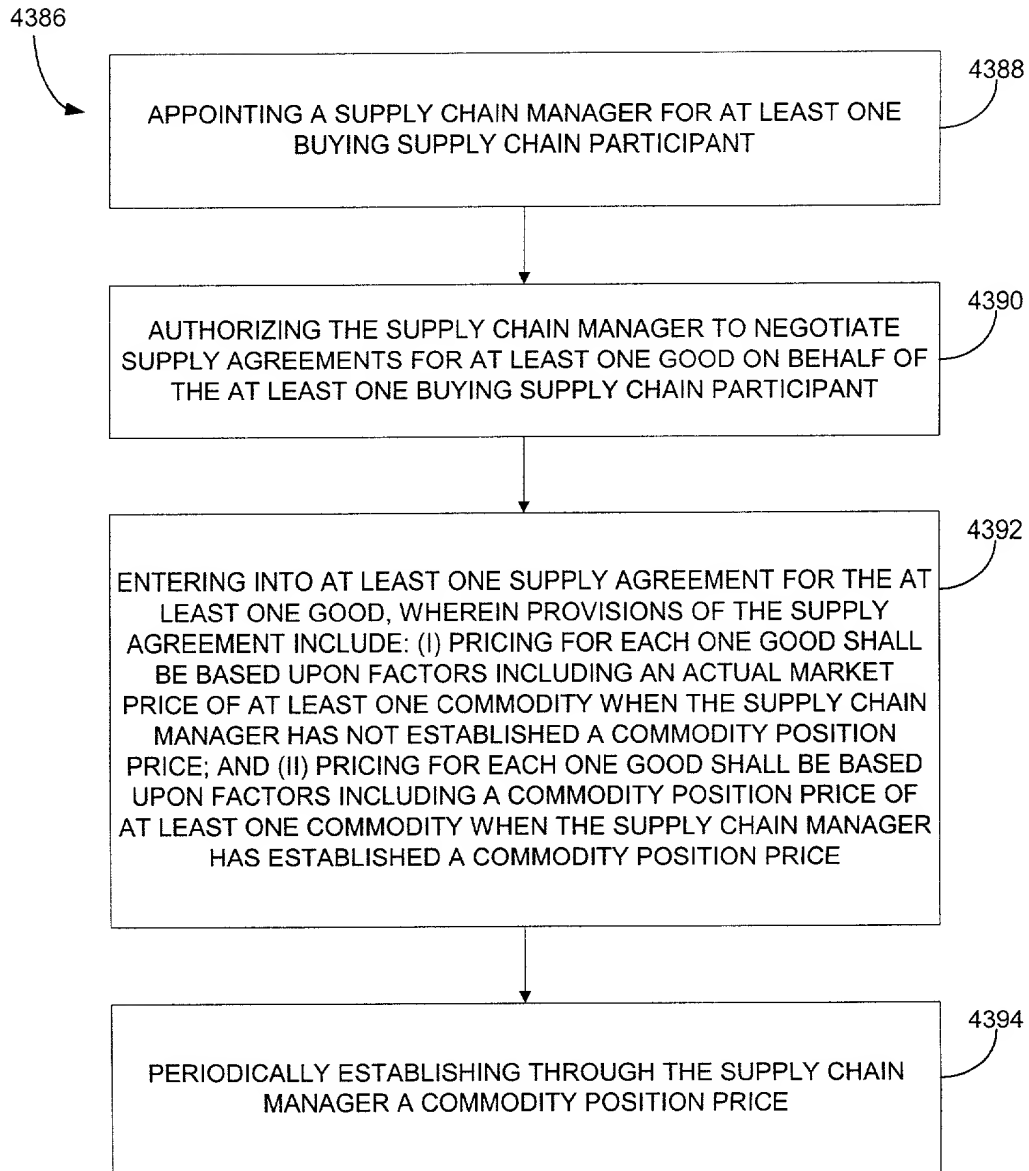 4386
4388
APPOINTING A SUPPLY CHAIN MANAGER FOR AT LEAST ONE
BUYING SUPPLY CHAIN PARTICIPANT
4390
AUTHORIZING THE SUPPLY CHAIN MANAGER TO NEGOTIATE
SUPPLY AGREEMENTS FOR AT LEAST ONE GOOD ON BEHALF OF
THE AT LEAST ONE BUYING SUPPLY CHAIN PARTICIPANT
4392
ENTERING INTO AT LEAST ONE SUPPLY AGREEMENT FOR THE AT
LEAST ONE GOOD, WHEREIN PROVISIONS OF THE SUPPLY
AGREEMENT INCLUDE: (I) PRICING FOR EACH ONE GOOD SHALL
BE BASED UPON FACTORS INCLUDING AN ACTUAL MARKET
PRICE OF AT LEAST ONE COMMODITY WHEN THE SUPPLY CHAIN
MANAGER HAS NOT ESTABLISHED A COMMODITY POSITION
PRICE; AND (II) PRICING FOR EACH ONE GOOD SHALL BE BASED
UPON FACTORS INCLUDING A COMMODITY POSITION PRICE OF
AT LEAST ONE COMMODITY WHEN THE SUPPLY CHAIN MANAGER
HAS ESTABLISHED A COMMODITY POSITION PRICE
4394
PERIODICALLY ESTABLISHING THROUGH THE SUPPLY CHAIN
MANAGER A COMMODITY POSITION PRICE